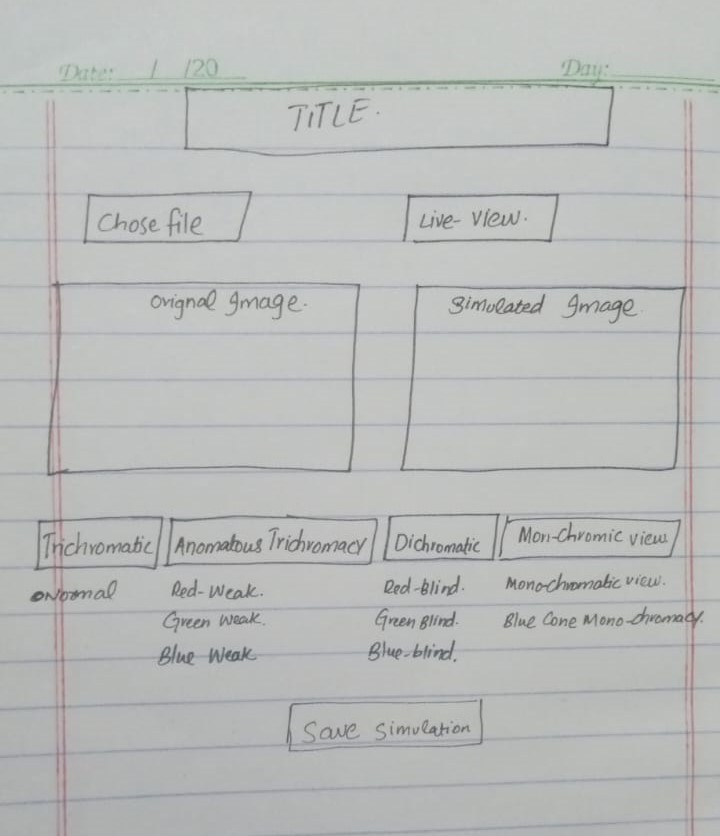 Date: / /20 Day:
TITLE.
Chose file Live-View.
Orignal Image. Simulated Image
Trichromatic Anomatous Trichromacy Dichromatic Mon-Chromic view
Normal Red-Weak. Red-Blind. Mono-chromatic view.
Green Weak. Green Blind. Blue Cone Mono-chromacy.
Blue Weak Blue-blind.
Save Simulation